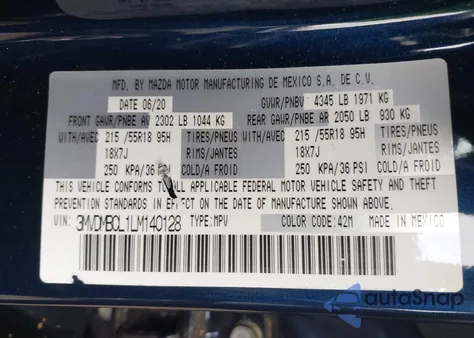 MFD. BY MAZDA MOTOR MANUFACTURING DE MEXICO S.A. DE C.V.
DATE 06/20 GVWR/PNBV 4345 LB 1971 KG
FRONT GAWR/PNBE AV 2302 LB 1044 KG REAR GAWR/PNBE AR 2050 LB 930 KG
WITH/AVEC 215 /55R18 95H TIRES/PNEUS WITH/AVEC 215 /55R18 95H TIRES/PNEUS
18X7J RIMS/JANTES 18X7J RIMS/JANTES
250 KPA/36 PSI COLD/A FROID 250 KPA/36 PSI COLD/A FROID
THIS VEHICLE CONFORMS TO ALL APPLICABLE FEDERAL MOTOR VEHICLE SAFETY AND THEFT
PREVENTION STANDARDS IN EFFECT ON THE DATE OF MANUFACTURE SHOWN ABOVE.
VIN: 3MVDMBCL1LM140128 TYPE:MPV COLOR CODE:42M MADE IN MEXICO
autoSnap